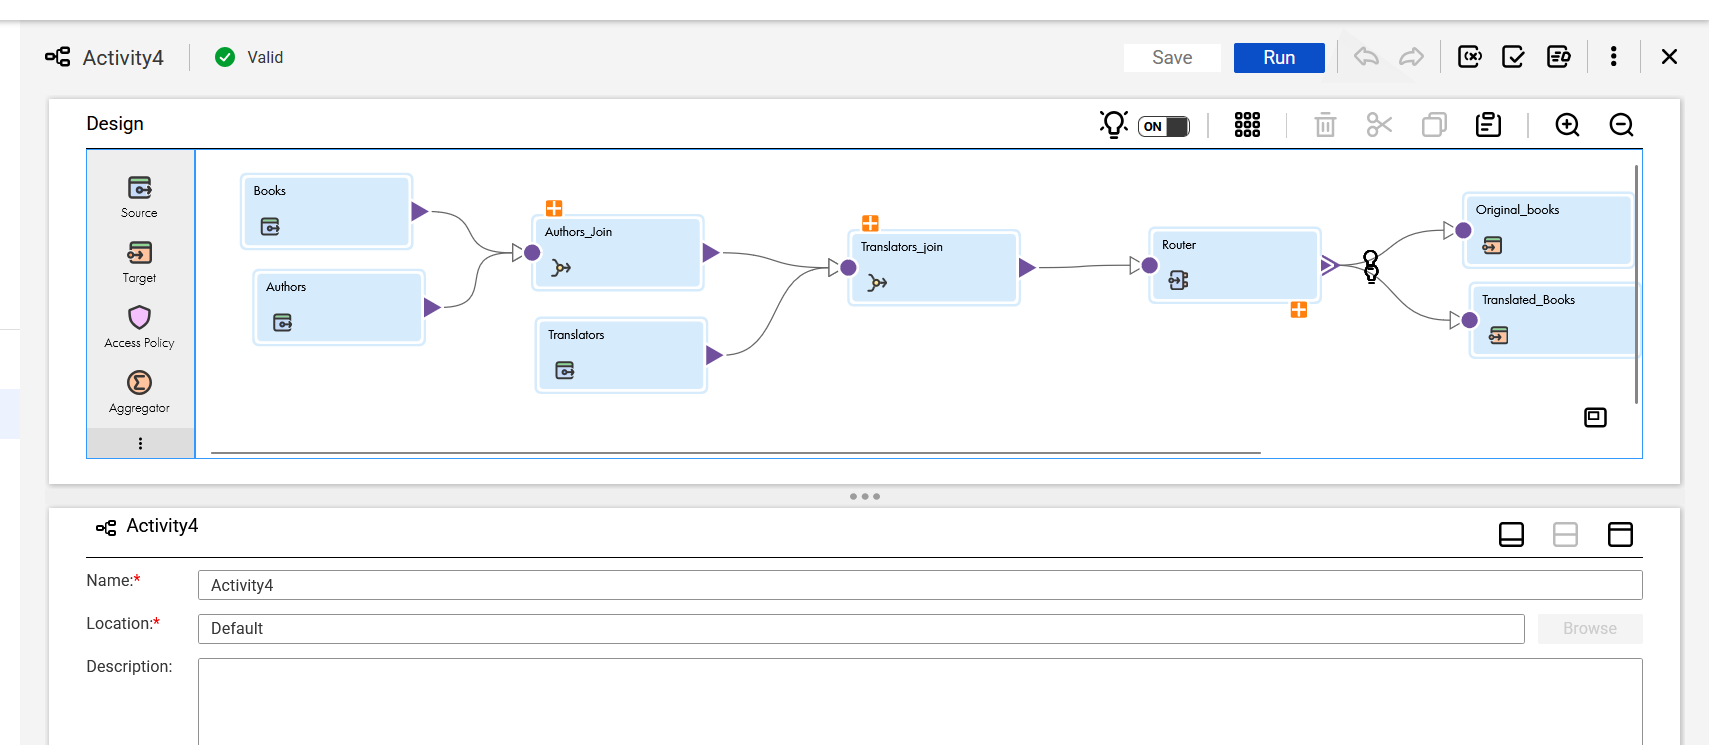 Activity4
Valid
Save
Run
Design
ON
Source
Target
Access Policy
Aggregator
Books
Authors
Authors_Join
Translators
Translators_join
Router
Original_books
Translated_Books
Activity4
Name:*
Activity4
Location:*
Default
Browse
Description: